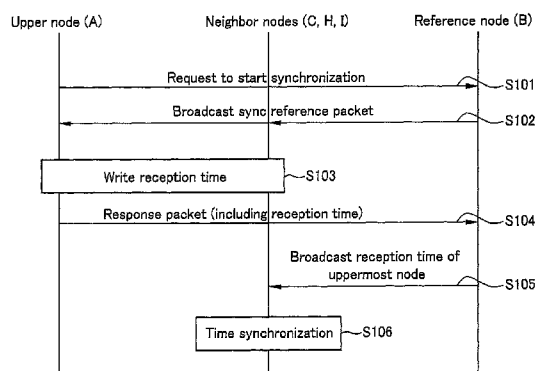 Upper node (A)
Neighbor nodes (C, H, I)
Reference node (B)
Request to start synchronization
S101
Broadcast sync reference packet
S102
Write reception time
S103
Response packet (including reception time)
S104
Broadcast reception time of
uppermost node
S105
Time synchronization
S106